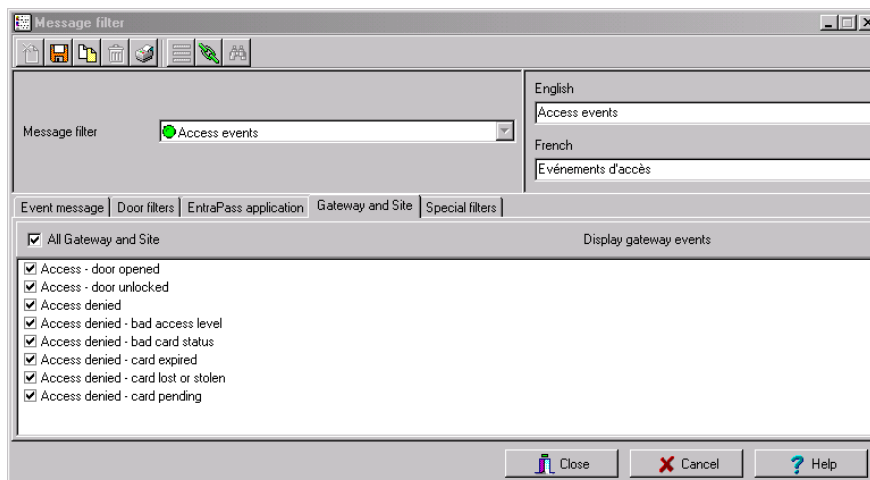 Message filter
English
Access events
Message filter
Access events
French
Evénements d'accès
Event message
Door filters
EntraPass application
Gateway and Site
Special filters
All Gateway and Site
Display gateway events
Access - door opened
Access - door unlocked
Access denied
Access denied - bad access level
Access denied - bad card status
Access denied - card expired
Access denied - card lost or stolen
Access denied - card pending
Close
Cancel
Help